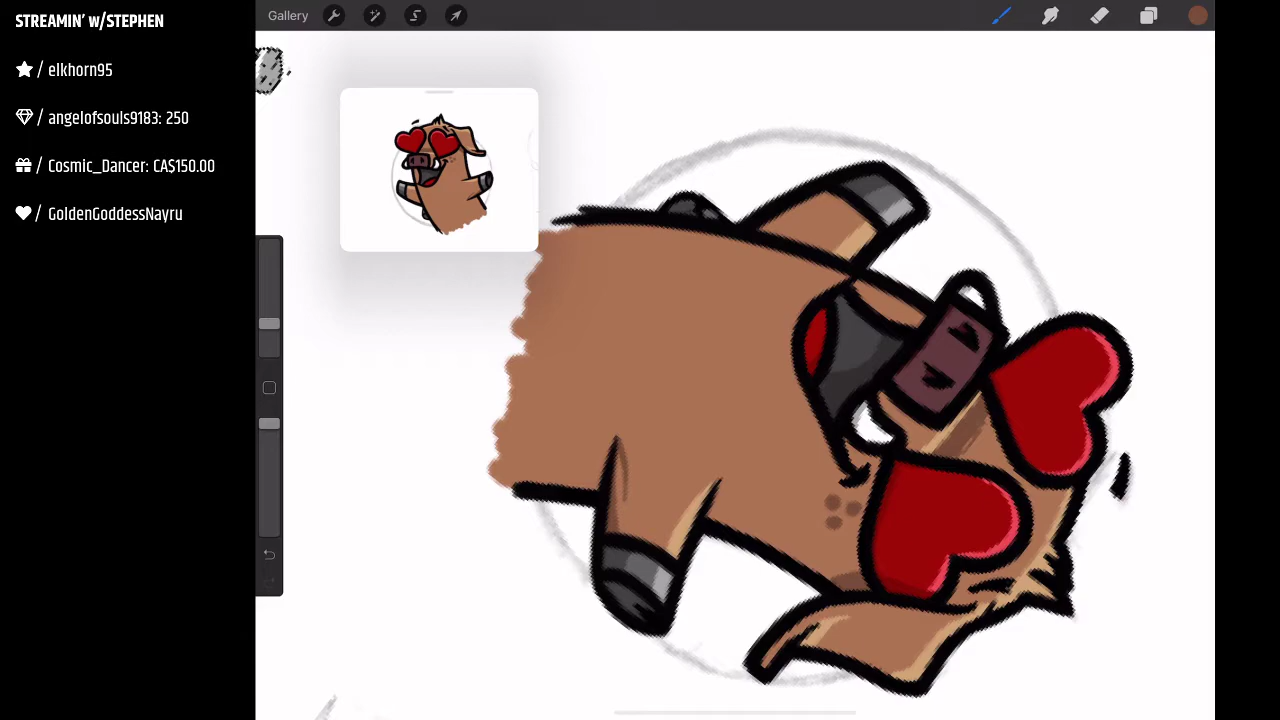 STREAMIN' w/STEPHEN
/ elkhorn95
/ angelofsouls9183: 250
/ Cosmic_Dancer: CA$150.00
/ GoldenGoddessNayru
Gallery